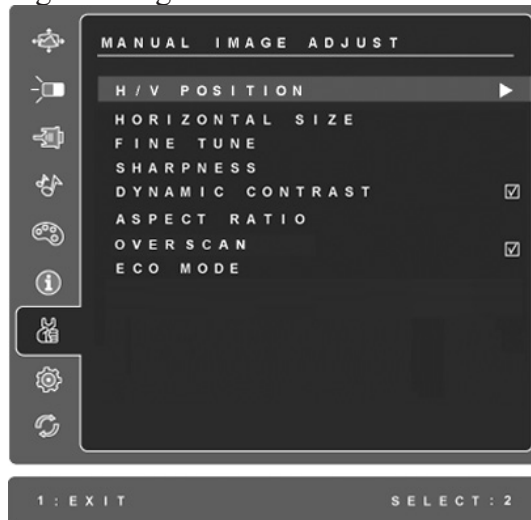 MANUAL IMAGE ADJUST
H/V POSITION
HORIZONTAL SIZE
FINE TUNE
SHARPNESS
DYNAMIC CONTRAST
ASPECT RATIO
OVERSCAN
ECO MODE
1:EXIT SELECT:2